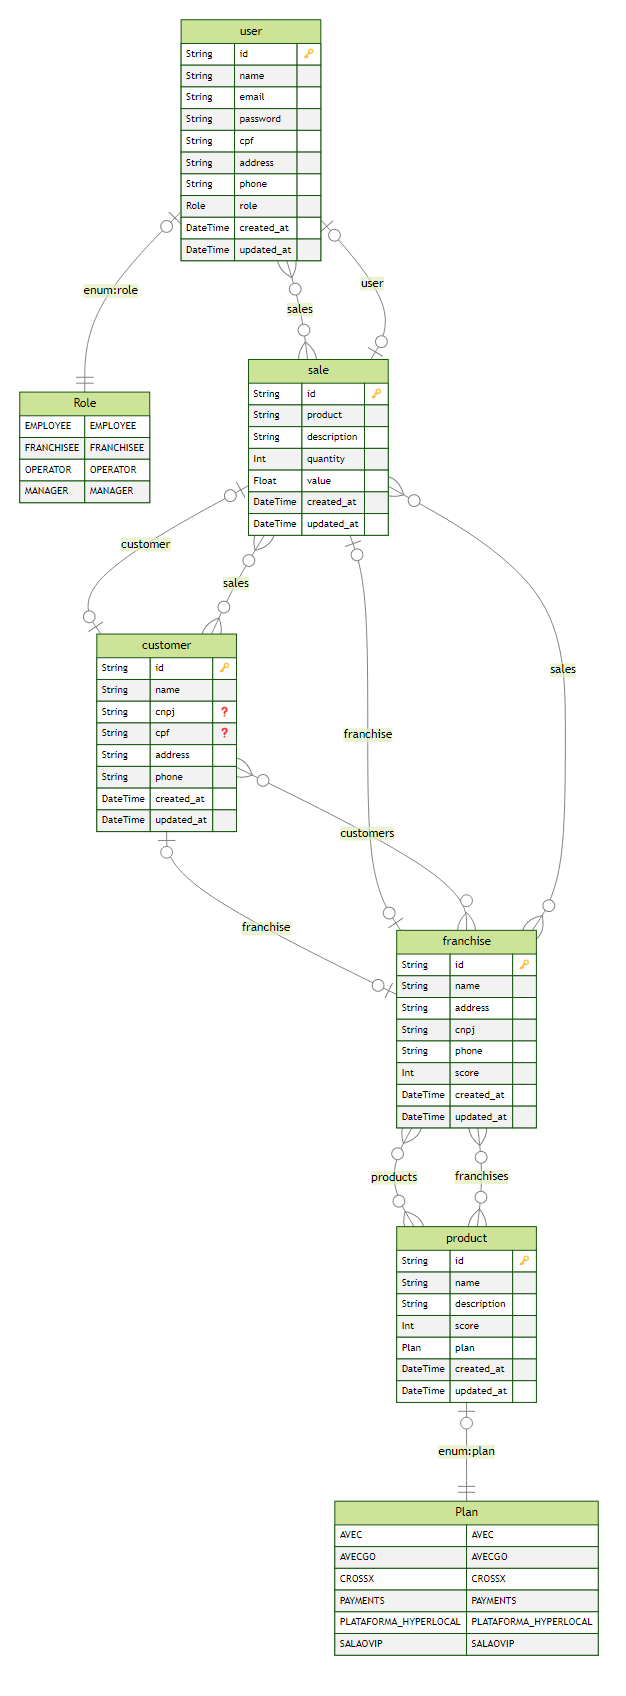 user
String id
String name
String email
String password
String cpf
String address
String phone
Role role
DateTime created_at
DateTime updated_at
user
enum:role
sales
sale
String id
String product
String description
Int quantity
Float value
DateTime created_at
DateTime updated_at
Role
EMPLOYEE EMPLOYEE
FRANCHISEE FRANCHISEE
OPERATOR OPERATOR
MANAGER MANAGER
customer
sales
sales
customer
String id
String name
String cnpj ?
String cpf ?
String address
String phone
DateTime created_at
DateTime updated_at
franchise
customers
franchise
franchise
String id
String name
String address
String cnpj
String phone
Int score
DateTime created_at
DateTime updated_at
products franchises
product
String id
String name
String description
Int score
Plan plan
DateTime created_at
DateTime updated_at
enum:plan
Plan
AVEC AVEC
AVECGO AVECGO
CROSSX CROSSX
PAYMENTS PAYMENTS
PLATAFORMA_HYPERLOCAL PLATAFORMA_HYPERLOCAL
SALAOVIP SALAOVIP